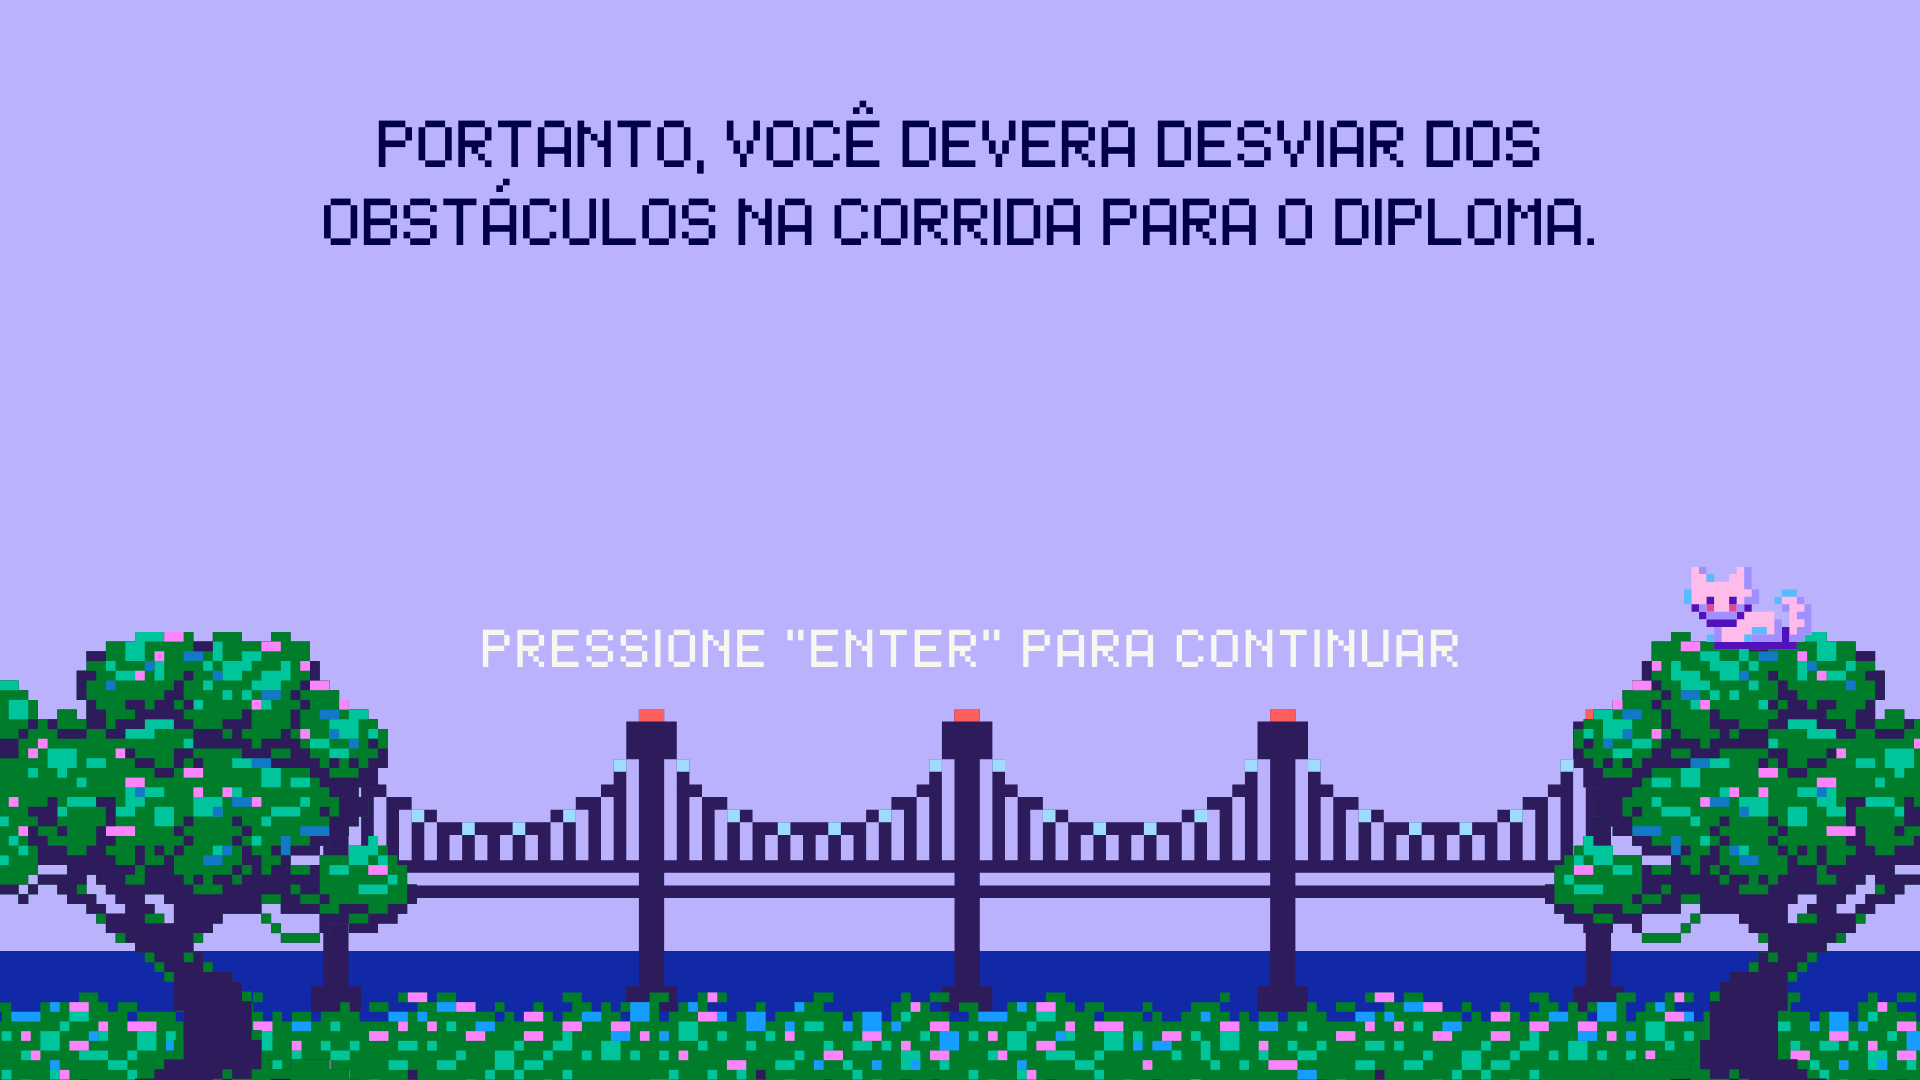 PORTANTO, VOCÊ DEVERA DESVIAR DOS
OBSTÁCULOS NA CORRIDA PARA O DIPLOMA.
PRESSIONE "ENTER" PARA CONTINUAR